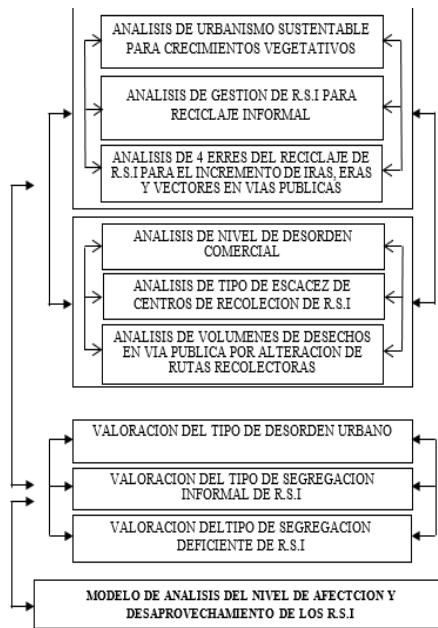 ANALISIS DE URBANISMO SUSTENTABLE
PARA CRECIMIENTOS VEGETATIVOS
ANALISIS DE GESTION DE R.S.I PARA
RECICLAJE INFORMAL
ANALISIS DE 4 ERRES DEL RECICLAJE DE
R.S.I PARA EL INCREMENTO DE IRAS, ERAS
Y VECTORES EN VIAS PUBLICAS
ANALISIS DE NIVEL DE DESORDEN
COMERCIAL
ANALISIS DE TIPO DE ESCACEZ DE
CENTROS DE RECOLECION DE R.S.I
ANALISIS DE VOLUMENES DE DESECHOS
EN VIA PUBLICA POR ALTERACION DE
RUTAS RECOLECTORAS
VALORACION DEL TIPO DE DESORDEN URBANO
VALORACION DEL TIPO DE SEGREGACION
INFORMAL DE R.S.I
VALORACION DELTIPO DE SEGREGACION
DEFICIENTE DE R.S.I
MODELO DE ANALISIS DEL NIVEL DE AFECTCION Y
DESAPROVECHAMIENTO DE LOS R.S.I